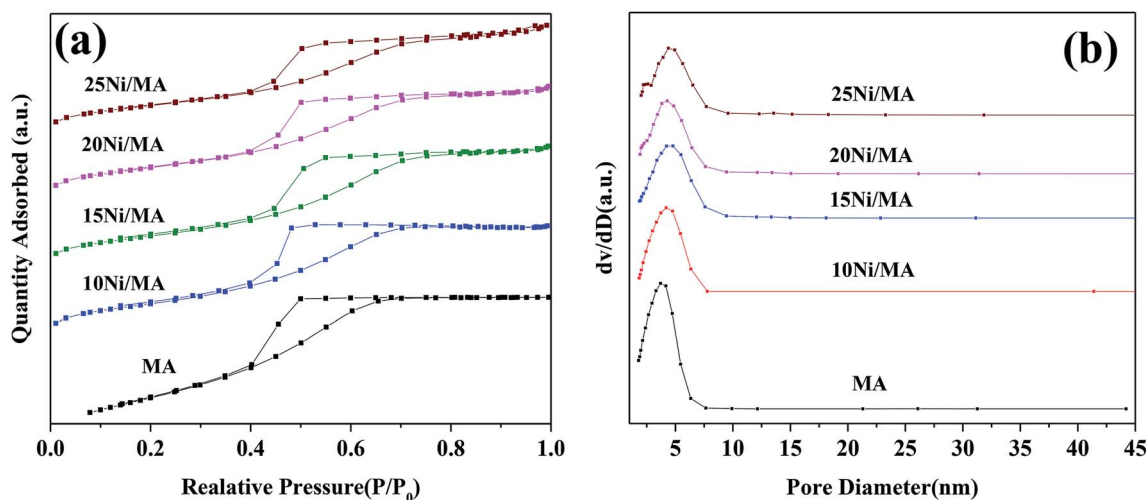 (a)
25Ni/MA
20Ni/MA
15Ni/MA
10Ni/MA
MA
Quantity Adsorbed (a.u.)
0.0 0.2 0.4 0.6 0.8 1.0
Realative Pressure(P/P0)
(b)
25Ni/MA
20Ni/MA
15Ni/MA
10Ni/MA
MA
dv/dD(a.u.)
5 10 15 20 25 30 35 40 45
Pore Diameter(nm)